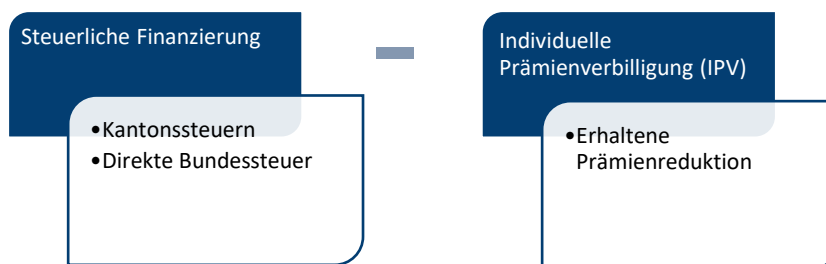 Steuerliche Finanzierung
•Kantonssteuern
•Direkte Bundessteuer
Individuelle
Prämienverbilligung (IPV)
•Erhaltene
Prämienreduktion